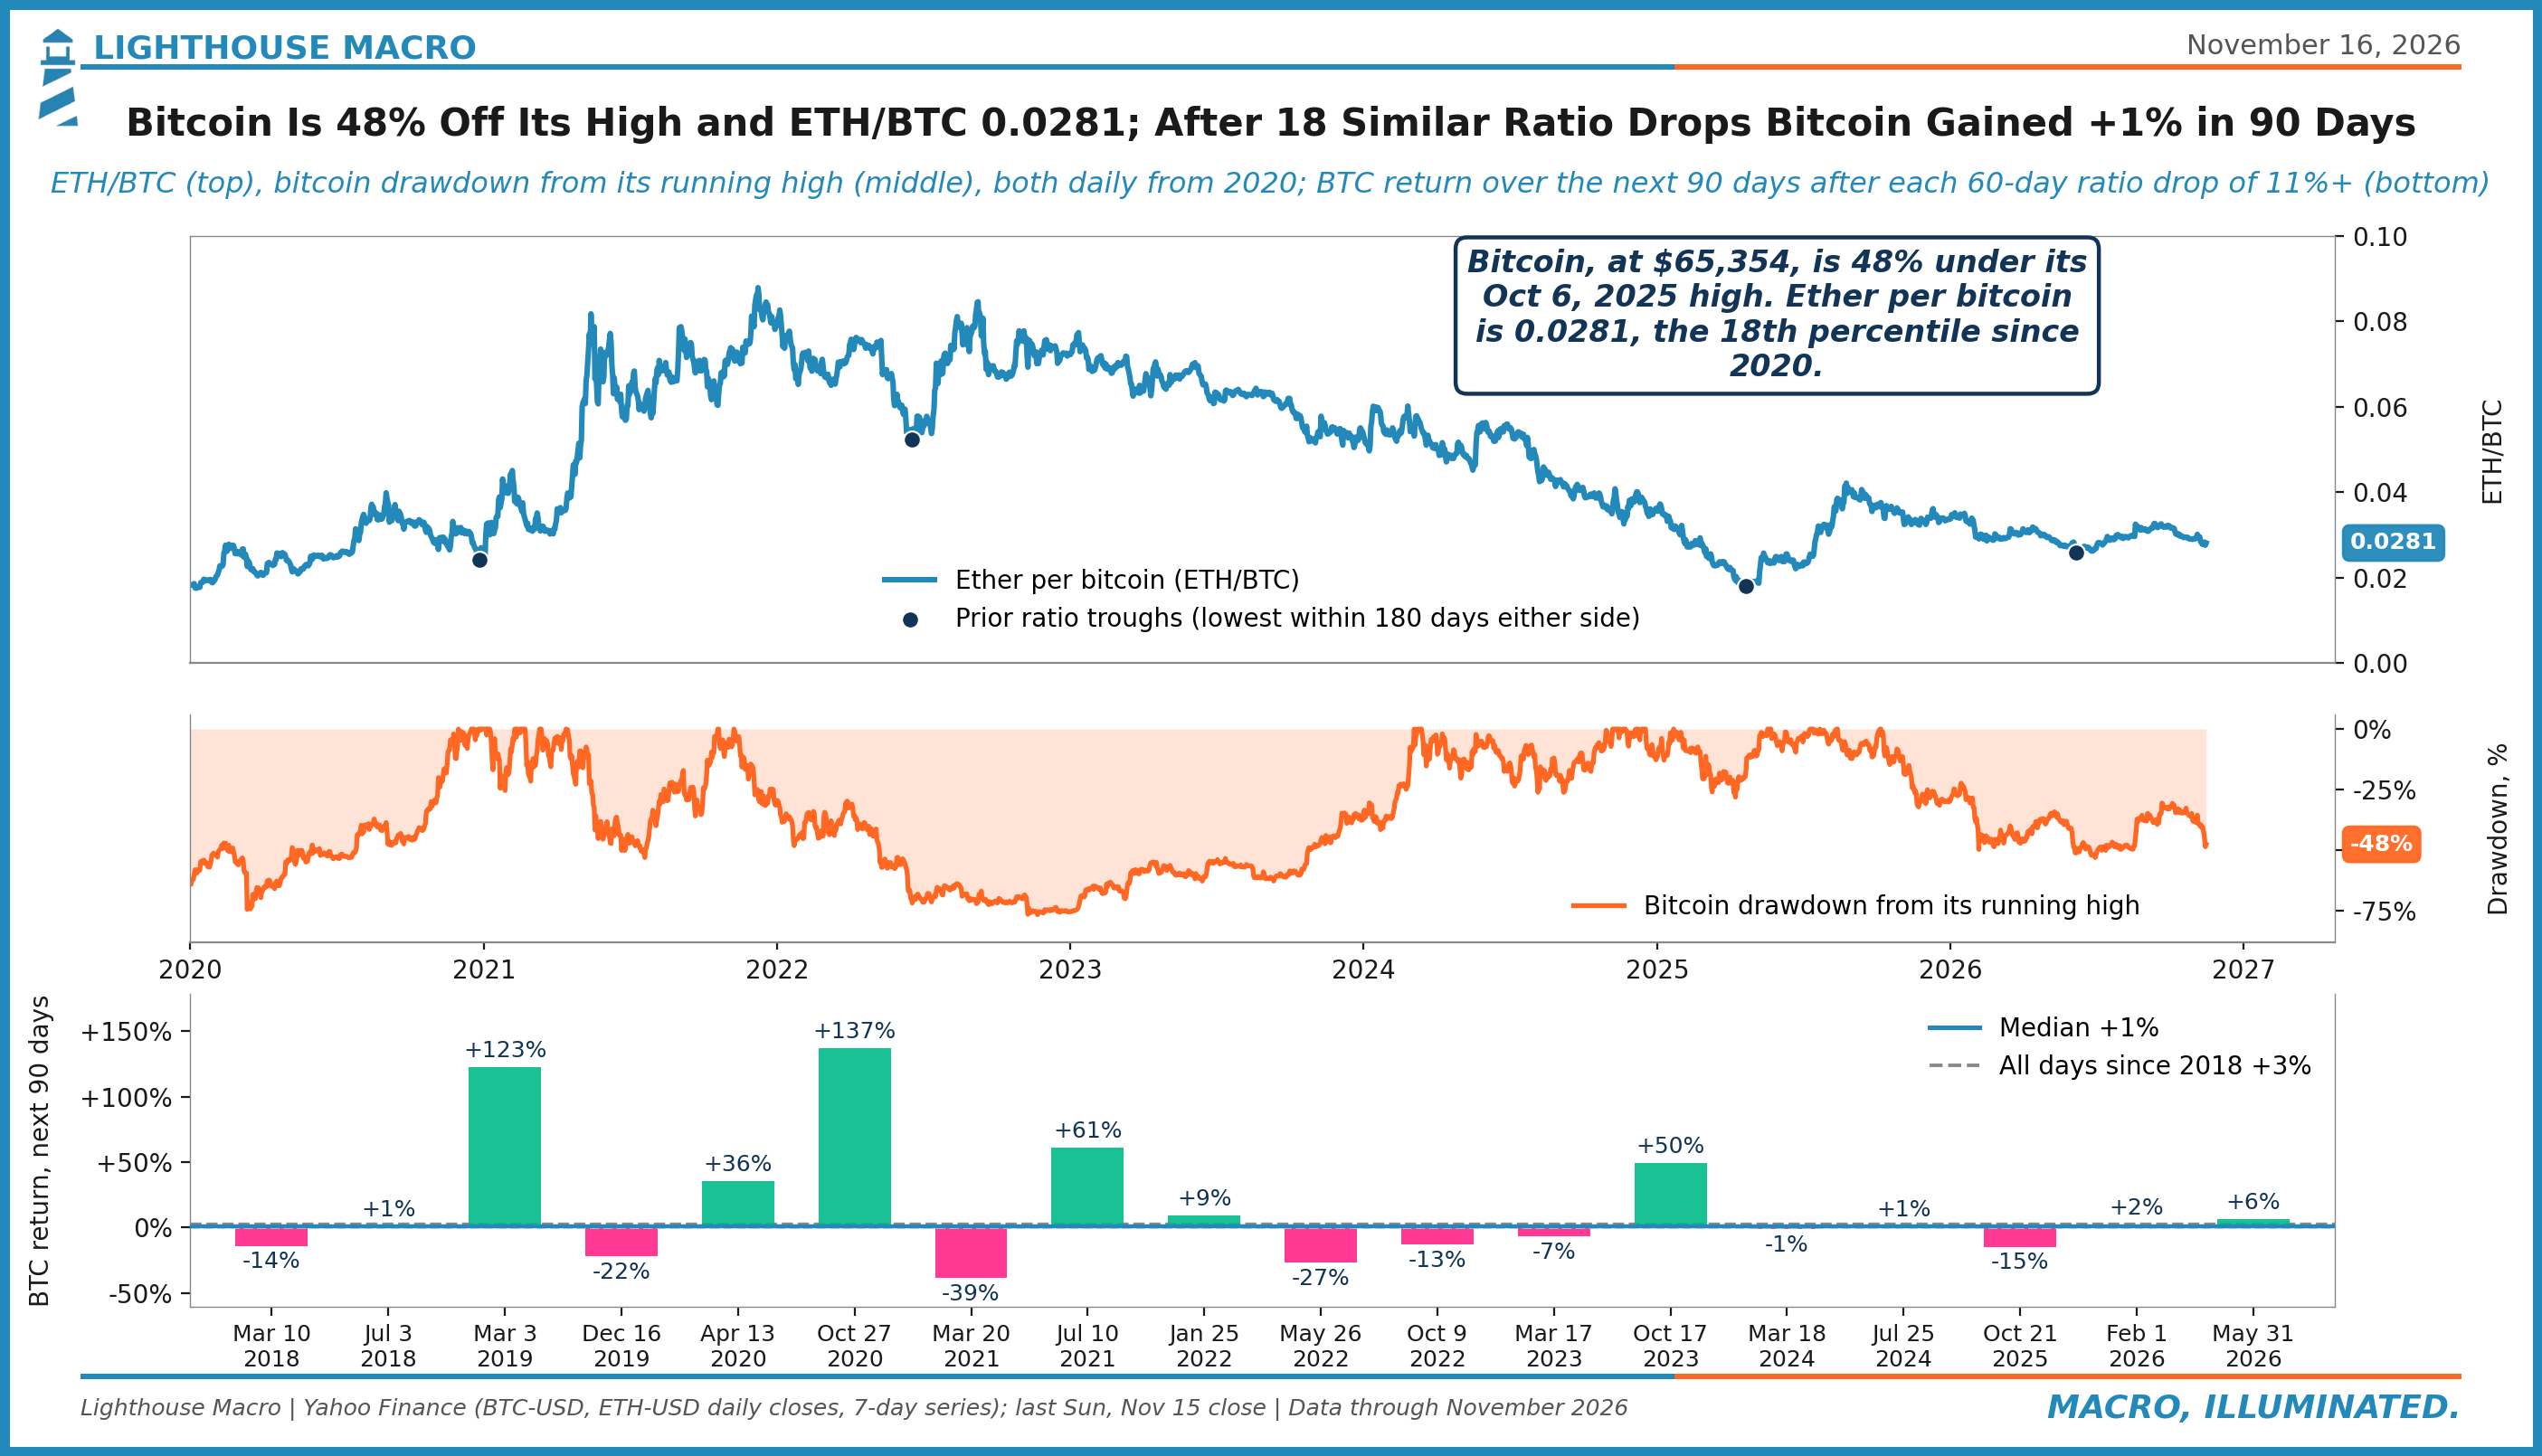 LIGHTHOUSE MACRO
November 16, 2026
Bitcoin Is 48% Off Its High and ETH/BTC 0.0281; After 18 Similar Ratio Drops Bitcoin Gained +1% in 90 Days
ETH/BTC (top), bitcoin drawdown from its running high (middle), both daily from 2020; BTC return over the next 90 days after each 60-day ratio drop of 11%+ (bottom)
Bitcoin, at $65,354, is 48% under its
Oct 6, 2025 high. Ether per bitcoin
is 0.0281, the 18th percentile since
2020.
0.10
0.08
0.06
0.04
0.0281
0.02
0.00
ETH/BTC
Ether per bitcoin (ETH/BTC)
Prior ratio troughs (lowest within 180 days either side)
0%
-25%
-48%
-75%
Drawdown, %
Bitcoin drawdown from its running high
2020 2021 2022 2023 2024 2025 2026 2027
BTC return, next 90 days
+150%
+100%
+50%
0%
-50%
Median +1%
All days since 2018 +3%
-14% +1% +123% -22% +36% +137% -39% +61% +9% -27% -13% -7% +50% -1% +1% -15% +2% +6%
Mar 10 Jul 3 Mar 3 Dec 16 Apr 13 Oct 27 Mar 20 Jul 10 Jan 25 May 26 Oct 9 Mar 17 Oct 17 Mar 18 Jul 25 Oct 21 Feb 1 May 31
2018 2018 2019 2019 2020 2020 2021 2021 2022 2022 2022 2023 2023 2024 2024 2025 2026 2026
Lighthouse Macro | Yahoo Finance (BTC-USD, ETH-USD daily closes, 7-day series); last Sun, Nov 15 close | Data through November 2026
MACRO, ILLUMINATED.